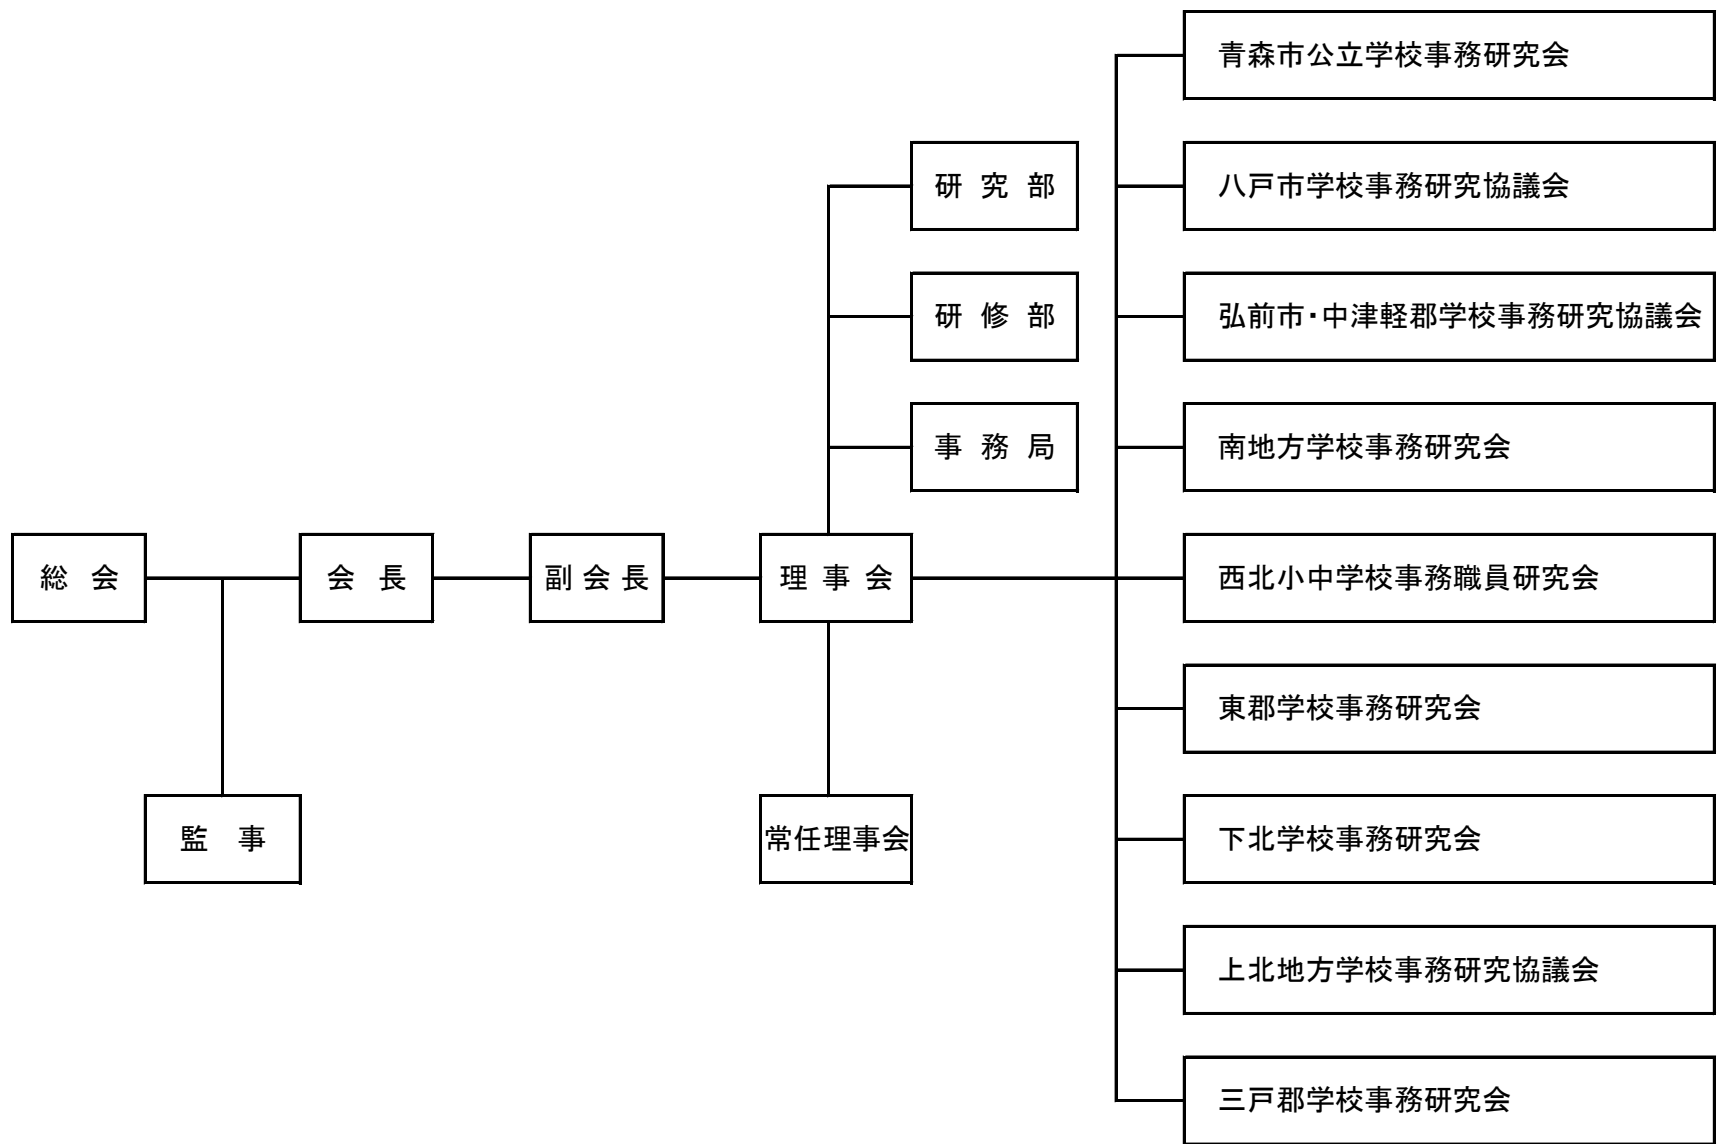 青森市公立学校事務研究会
研究部
八戸市学校事務研究協議会
研修部
弘前市・中津軽郡学校事務研究協議会
事務局
南地方学校事務研究会
総会
会長
副会長
理事会
西北小中学校事務職員研究会
東郡学校事務研究会
監事
常任理事会
下北学校事務研究会
上北地方学校事務研究協議会
三戸郡学校事務研究会